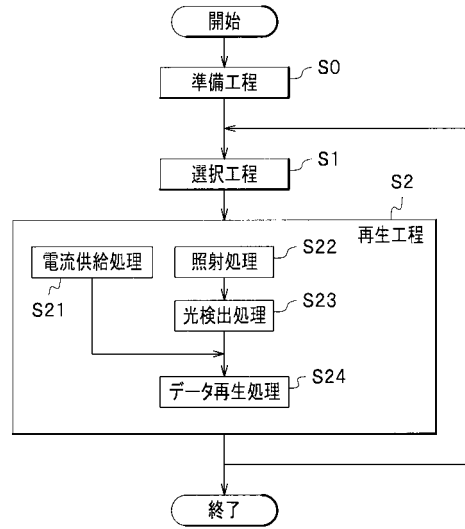 開始
準備工程
S0
選択工程
S1
S2
再生工程
電流供給処理
S21
照射処理
S22
光検出処理
S23
データ再生処理
S24
終了